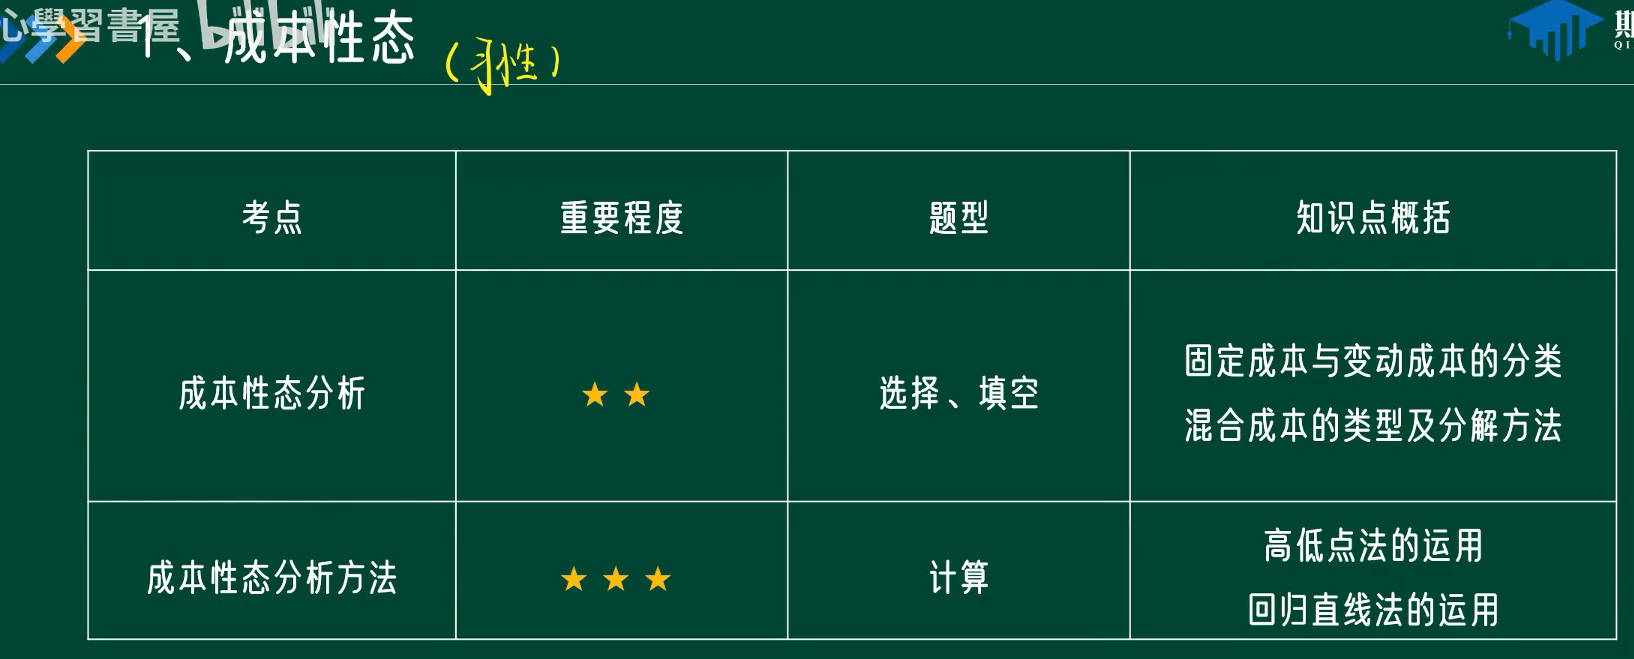 心學習書屋
bilibili
1、成本性态
（习性）
期
QI
考点
重要程度
题型
知识点概括
成本性态分析
★ ★
选择、填空
固定成本与变动成本的分类
混合成本的类型及分解方法
成本性态分析方法
★ ★ ★
计算
高低点法的运用
回归直线法的运用